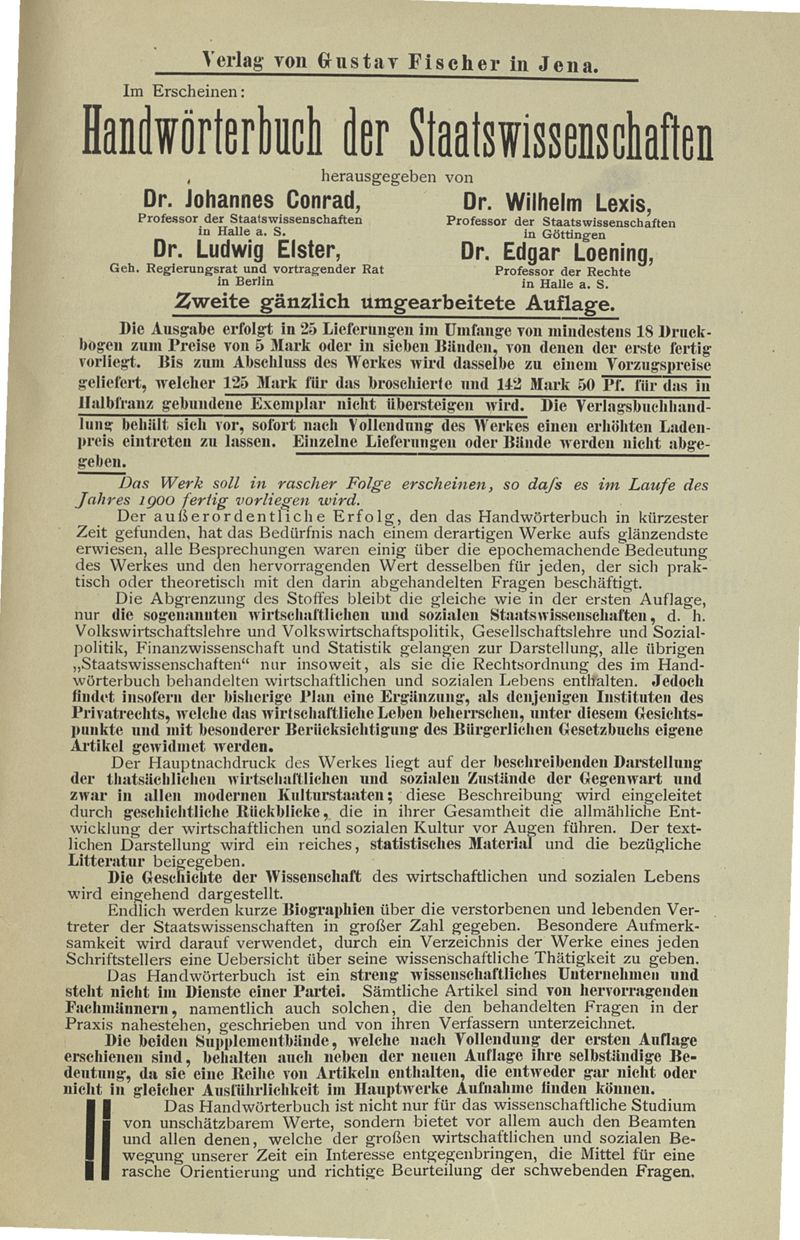 Verlag von Gustav Fischer in Jena.
Im Erscheinen:
Handwörterbuch der Staatswissenschaften
herausgegeben von
Dr. Johannes Conrad,
Professor der Staatswissenschaften
in Halle a. S.
Dr. Wilhelm Lexis,
Professor der Staatswissenschaften
in Göttingen
Dr. Ludwig Elster,
Geh. Regierungsrat und vortragender Rat
in Berlin
Dr. Edgar Loening,
Professor der Rechte
in Halle a. S.
Zweite gänzlich umgearbeitete Auflage.
Die Ausgabe erfolgt in 25 Lieferungen im Umfange von mindestens 18 Druck-
bogen zum Preise von 5 Mark oder in sieben Bänden, von denen der erste fertig
vorliegt. Bis zum Abschluss des Werkes wird dasselbe zu einem Vorzugspreise
geliefert, welcher 125 Mark für das broschierte und 142 Mark 50 Pf. für das in
Halbfranz gebundene Exemplar nicht übersteigen wird. Die Verlagsbuchhand-
lung behält sich vor, sofort nach Vollendung des Werkes einen erhöhten Laden-
preis eintreten zu lassen. Einzelne Lieferungen oder Bände werden nicht abge-
geben.
Das Werk soll in rascher Folge erscheinen, so daſs es im Laufe des
Jahres 1900 fertig vorliegen wird.
Der außerordentliche Erfolg, den das Handwörterbuch in kürzester
Zeit gefunden, hat das Bedürfnis nach einem derartigen Werke aufs glänzendste
erwiesen, alle Besprechungen waren einig über die epochemachende Bedeutung
des Werkes und den hervorragenden Wert desselben für jeden, der sich prak-
tisch oder theoretisch mit den darin abgehandelten Fragen beschäftigt.
Die Abgrenzung des Stoffes bleibt die gleiche wie in der ersten Auflage,
nur die sogenannten wirtschaftlichen und sozialen Staatswissenschaften, d. h.
Volkswirtschaftslehre und Volkswirtschaftspolitik, Gesellschaftslehre und Sozial-
politik, Finanzwissenschaft und Statistik gelangen zur Darstellung, alle übrigen
„Staatswissenschaften“ nur insoweit, als sie die Rechtsordnung des im Hand-
wörterbuch behandelten wirtschaftlichen und sozialen Lebens enthalten. Jedoch
findet insofern der bisherige Plan eine Ergänzung, als denjenigen Instituten des
Privatrechts, welche das wirtschaftliche Leben beherrschen, unter diesem Gesichts-
punkte und mit besonderer Berücksichtigung des Bürgerlichen Gesetzbuchs eigene
Artikel gewidmet werden.
Der Hauptnachdruck des Werkes liegt auf der beschreibenden Darstellung
der thatsächlichen wirtschaftlichen und sozialen Zustände der Gegenwart und
zwar in allen modernen Kulturstaaten; diese Beschreibung wird eingeleitet
durch geschichtliche Rückblicke, die in ihrer Gesamtheit die allmähliche Ent-
wicklung der wirtschaftlichen und sozialen Kultur vor Augen führen. Der text-
lichen Darstellung wird ein reiches, statistisches Material und die bezügliche
Litteratur beigegeben.
Die Geschichte der Wissenschaft des wirtschaftlichen und sozialen Lebens
wird eingehend dargestellt.
Endlich werden kurze Biographien über die verstorbenen und lebenden Ver-
treter der Staatswissenschaften in großer Zahl gegeben. Besondere Aufmerk-
samkeit wird darauf verwendet, durch ein Verzeichnis der Werke eines jeden
Schriftstellers eine Uebersicht über seine wissenschaftliche Thätigkeit zu geben.
Das Handwörterbuch ist ein streng wissenschaftliches Unternehmen und
steht nicht im Dienste einer Partei. Sämtliche Artikel sind von hervorragenden
Fachmännern, namentlich auch solchen, die den behandelten Fragen in der
Praxis nahestehen, geschrieben und von ihren Verfassern unterzeichnet.
Die beiden Supplementbände, welche nach Vollendung der ersten Auflage
erschienen sind, behalten auch neben der neuen Auflage ihre selbständige Be-
deutung, da sie eine Reihe von Artikeln enthalten, die entweder gar nicht oder
nicht in gleicher Ausführlichkeit im Hauptwerke Aufnahme finden können.
Das Handwörterbuch ist nicht nur für das wissenschaftliche Studium
von unschätzbarem Werte, sondern bietet vor allem auch den Beamten
und allen denen, welche der großen wirtschaftlichen und sozialen Be-
wegung unserer Zeit ein Interesse entgegenbringen, die Mittel für eine
rasche Orientierung und richtige Beurteilung der schwebenden Fragen.